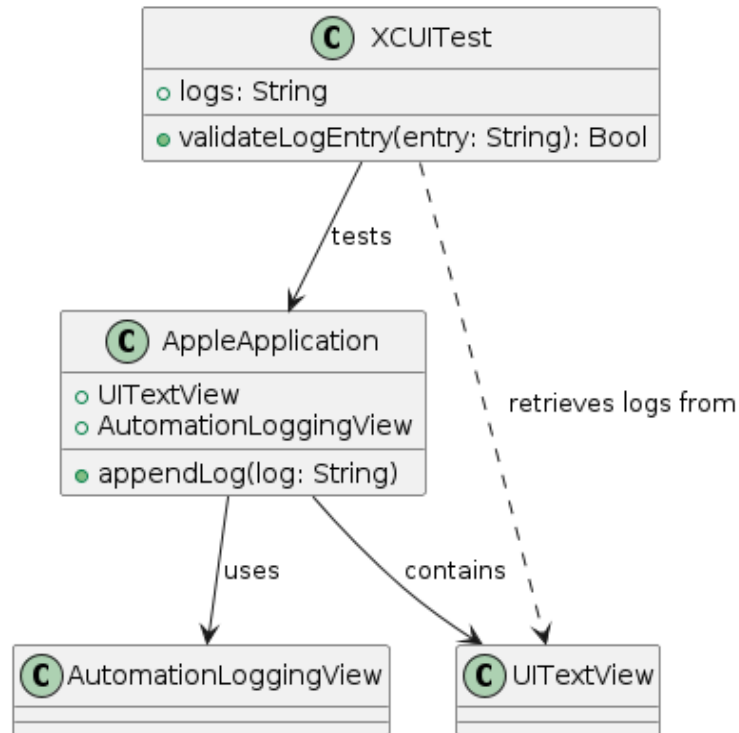 C XCUITest
logs: String
validateLogEntry(entry: String): Bool
tests
C AppleApplication
UITextView
AutomationLoggingView
retrieves logs from
appendLog(log: String)
uses
contains
C AutomationLoggingView
C UITextView